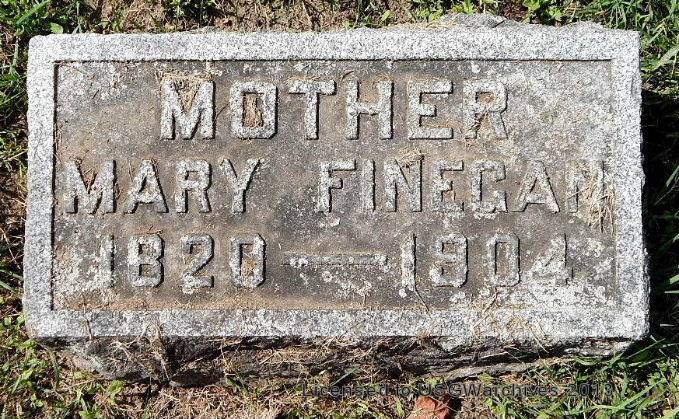 MOTHER
MARY FINEGAN
1820 — 1904